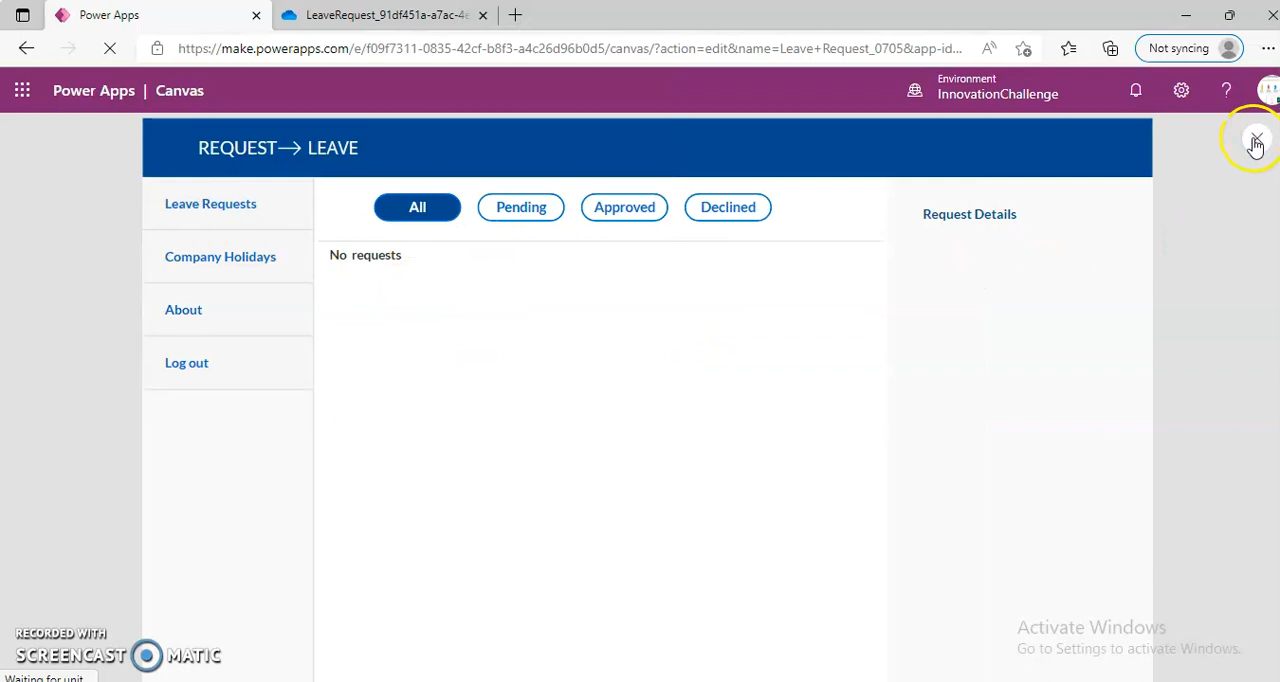 Power Apps
LeaveRequest_91df451a-a7ac-4e
https://make.powerapps.com/e/f09f7311-0835-42cf-b8f3-a4c26d96b0d5/canvas/?action=edit&name=Leave+Request_0705&app-id...
Not syncing
Power Apps | Canvas
Environment
InnovationChallenge
?
REQUEST→ LEAVE
Leave Requests
Company Holidays
About
Log out
All
Pending
Approved
Declined
No requests
Request Details
Activate Windows
Go to Settings to activate Windows.
RECORDED WITH
SCREENCAST MATIC
Waiting for unit